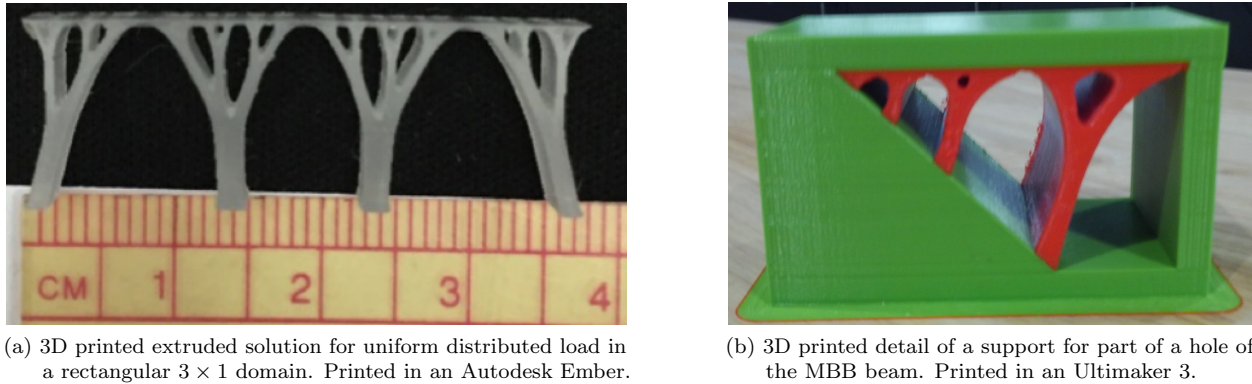 CM 1 2 3 4
(a) 3D printed extruded solution for uniform distributed load in
a rectangular 3 × 1 domain. Printed in an Autodesk Ember.
(b) 3D printed detail of a support for part of a hole of
the MBB beam. Printed in an Ultimaker 3.